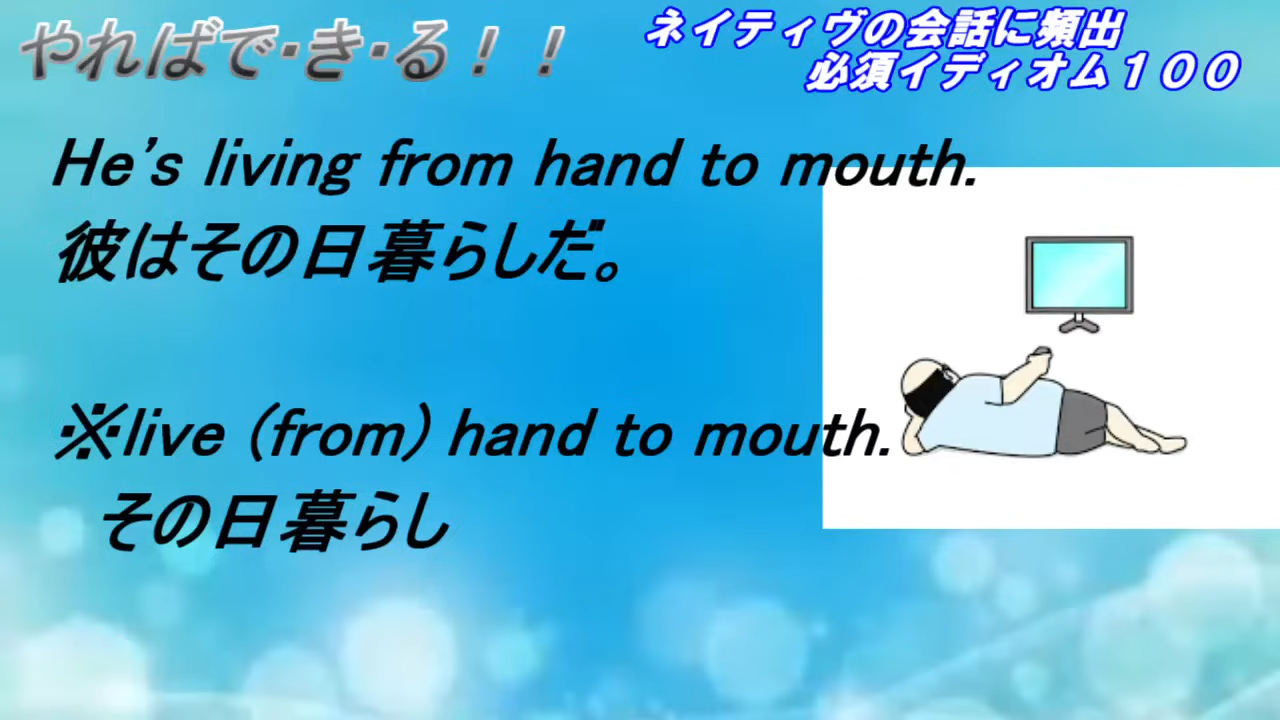 やればで・き・る！！
ネイティヴの会話に頻出
必須イディオム１００
He's living from hand to mouth.
彼はその日暮らしだ。
※live (from) hand to mouth.
その日暮らし